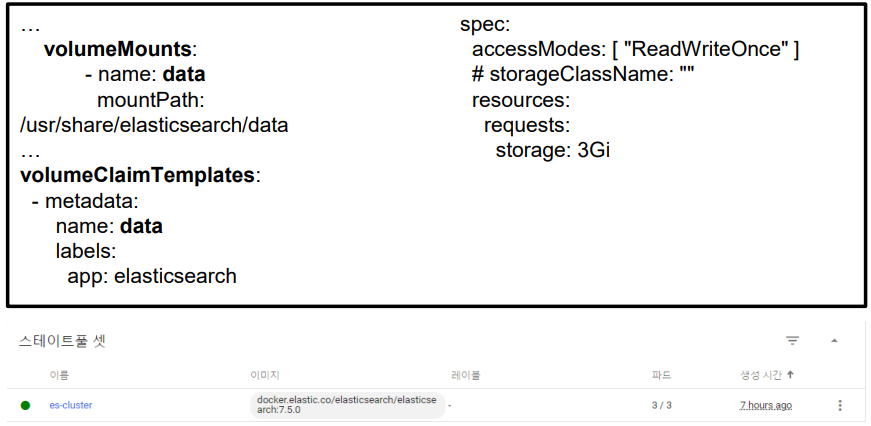 ...
volumeMounts:
- name: data
mountPath:
/usr/share/elasticsearch/data
...
volumeClaimTemplates:
- metadata:
name: data
labels:
app: elasticsearch
spec:
accessModes: [ "ReadWriteOnce" ]
# storageClassName: ""
resources:
requests:
storage: 3Gi
스테이트풀 셋
이름 이미지 레이블 파드 생성 시간 ↑
es-cluster docker.elastic.co/elasticsearch/elasticse - 3 / 3 7 hours ago
arch:7.5.0